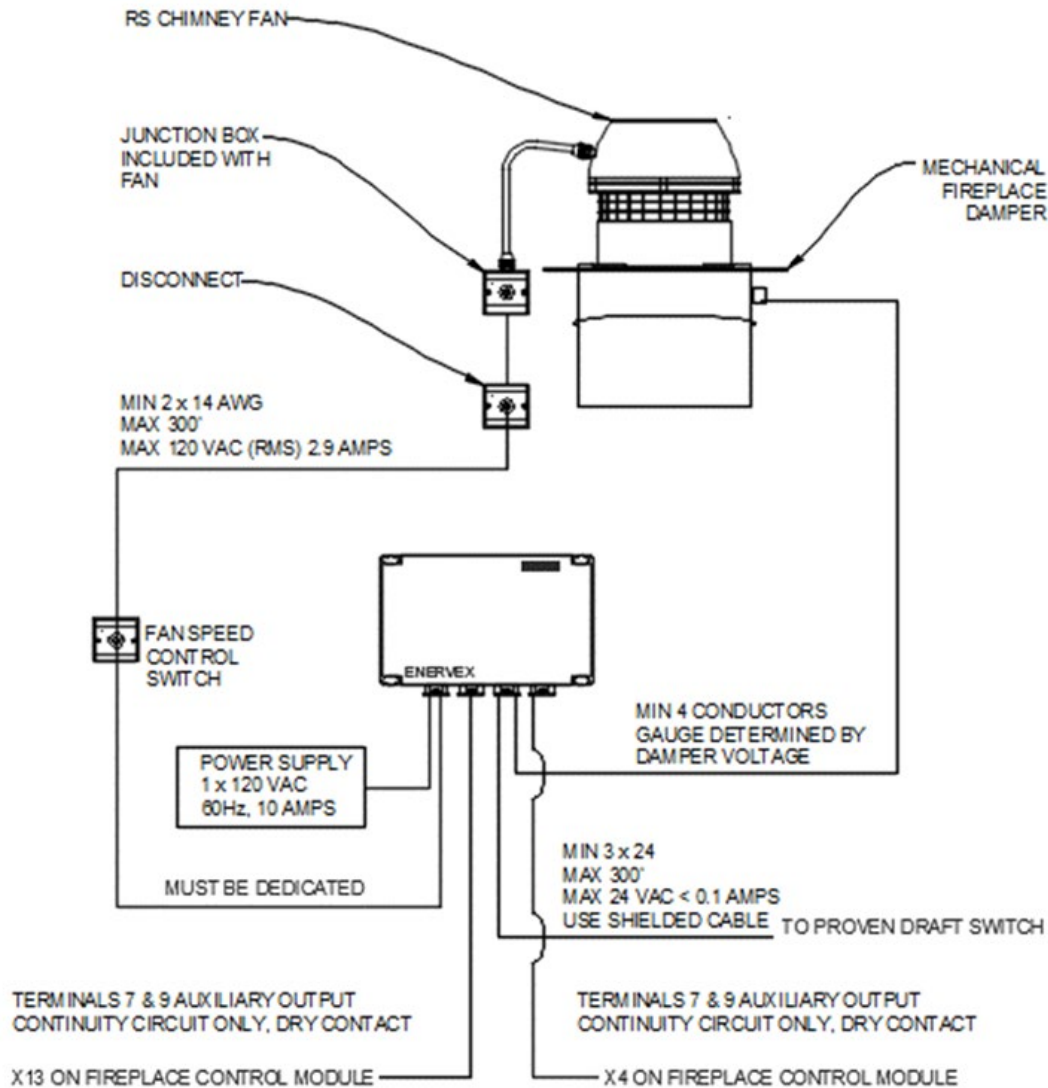 RS CHIMNEY FAN
JUNCTION BOX
INCLUDED WITH
FAN
MECHANICAL
FIREPLACE
DAMPER
DISCONNECT
MIN 2 x 14 AWG
MAX 300'
MAX 120 VAC (RMS) 2.9 AMPS
FAN SPEED
CONTROL
SWITCH
ENERVEX
POWER SUPPLY
1 x 120 VAC
60Hz, 10 AMPS
MIN 4 CONDUCTORS
GAUGE DETERMINED BY
DAMPER VOLTAGE
MUST BE DEDICATED
MIN 3 x 24
MAX 300'
MAX 24 VAC < 0.1 AMPS
USE SHIELDED CABLE
TO PROVEN DRAFT SWITCH
TERMINALS 7 & 9 AUXILIARY OUTPUT
CONTINUITY CIRCUIT ONLY, DRY CONTACT
TERMINALS 7 & 9 AUXILIARY OUTPUT
CONTINUITY CIRCUIT ONLY, DRY CONTACT
X13 ON FIREPLACE CONTROL MODULE
X4 ON FIREPLACE CONTROL MODULE